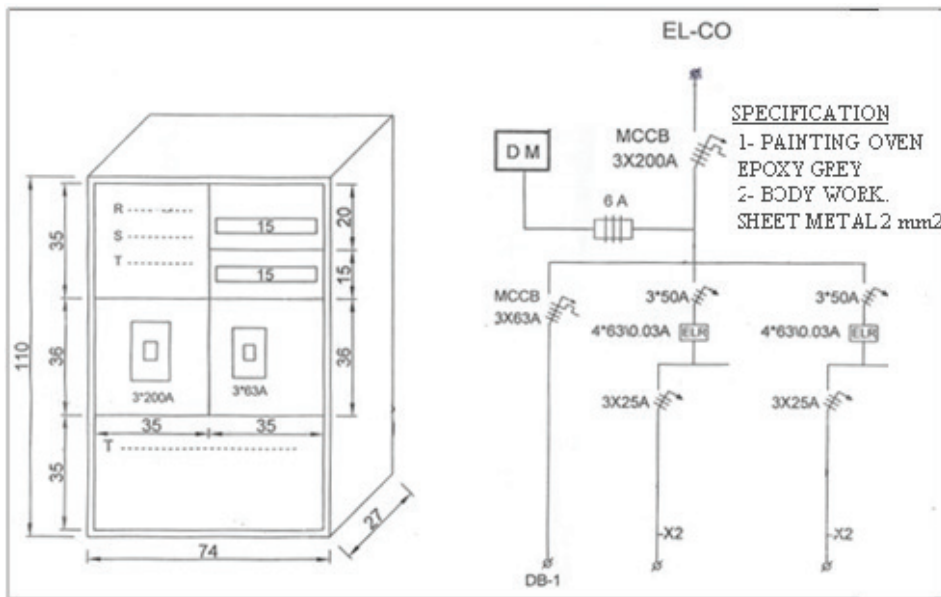 EL-CO
SPECIFICATION
1- PAINTING OVEN
EPOXY GREY
2- BODY WORK.
SHEET METAL 2 mm2
MCCB
3X200A
DM
6 A
MCCB
3X63A
3*50A
4*63\0.03A
ELR
3*50A
4*63\0.03A
ELR
3X25A
3X25A
X2
X2
DB-1
R
S
T
15
15
20
15
35
36
35
110
36
3*200A
3*63A
35
35
T
74
27